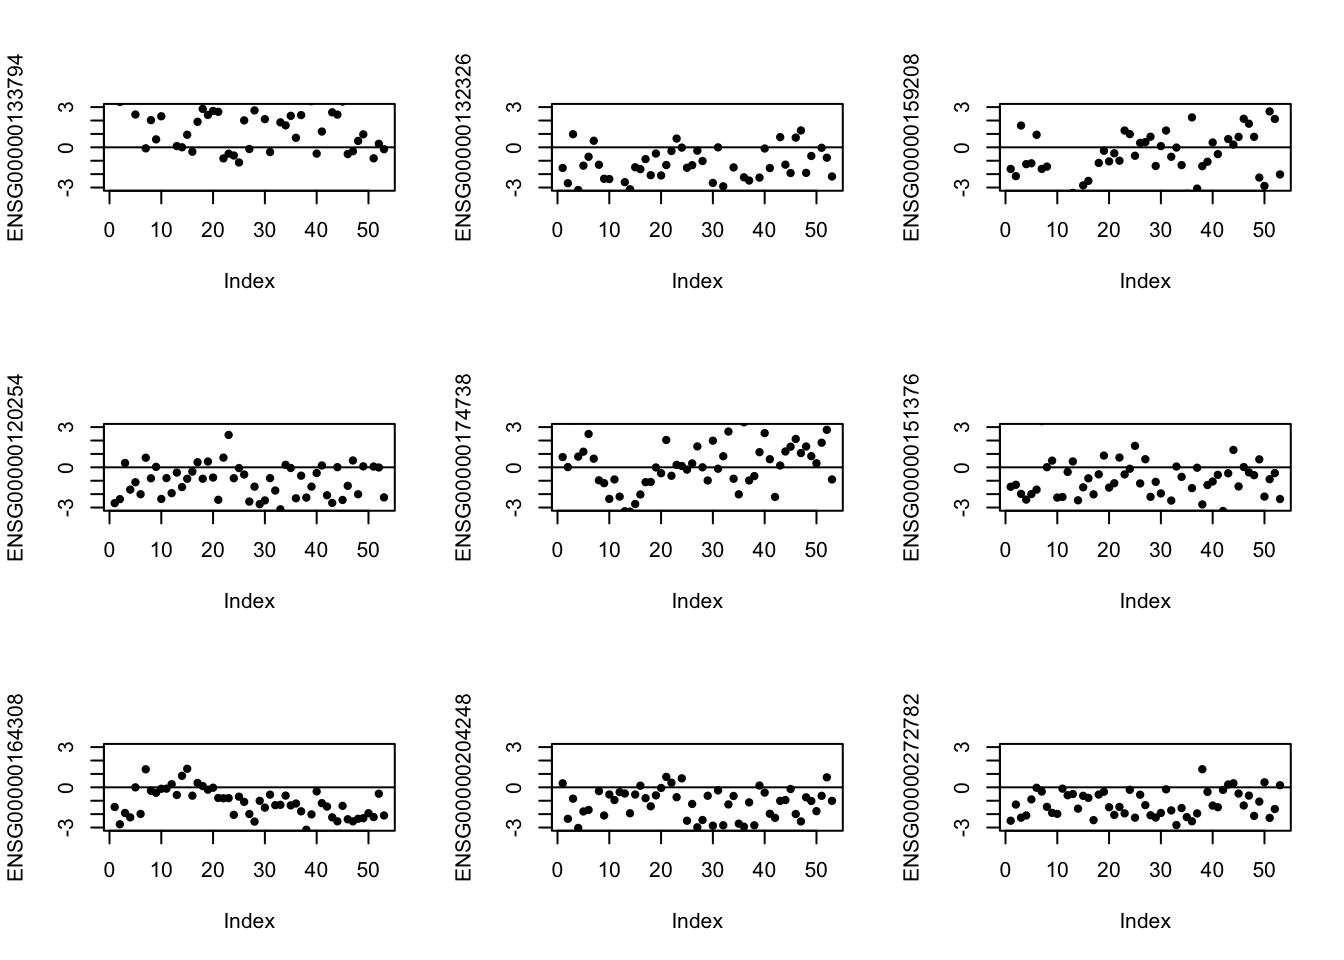 ENSG00000133794
3
0
-3
0 10 20 30 40 50
Index
ENSG00000132326
3
0
-3
0 10 20 30 40 50
Index
ENSG00000159208
3
0
-3
0 10 20 30 40 50
Index
ENSG00000120254
3
0
-3
0 10 20 30 40 50
Index
ENSG00000174738
3
0
-3
0 10 20 30 40 50
Index
ENSG00000151376
3
0
-3
0 10 20 30 40 50
Index
ENSG00000164308
3
0
-3
0 10 20 30 40 50
Index
ENSG00000204248
3
0
-3
0 10 20 30 40 50
Index
ENSG00000272782
3
0
-3
0 10 20 30 40 50
Index